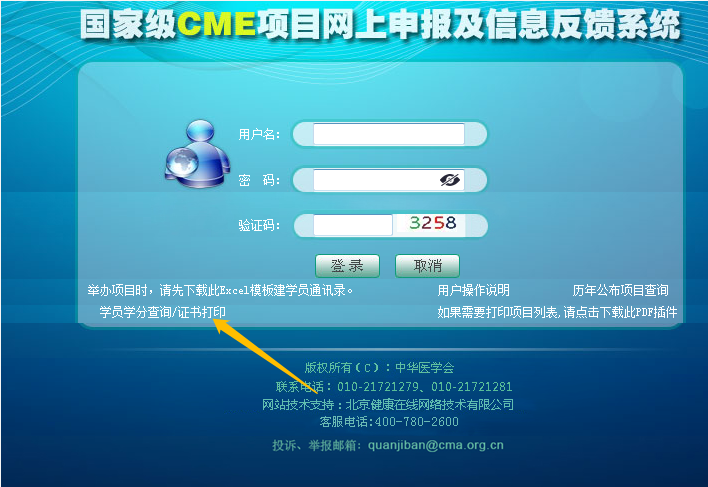 国家级CME项目网上申报及信息反馈系统
用户名：
密 码：
验证码： 3258
登 录 取消
举办项目时，请先下载此Excel模板建学员通讯录。 用户操作说明 历年公布项目查询
学员学分查询/证书打印 如果需要打印项目列表,请点击下载此PDF插件
版权所有（C）：中华医学会
联系电话：010-21721279、010-21721281
网站技术支持：北京健康在线网络技术有限公司
客服电话:400-780-2600
投诉、举报邮箱：quanjiban@cma.org.cn